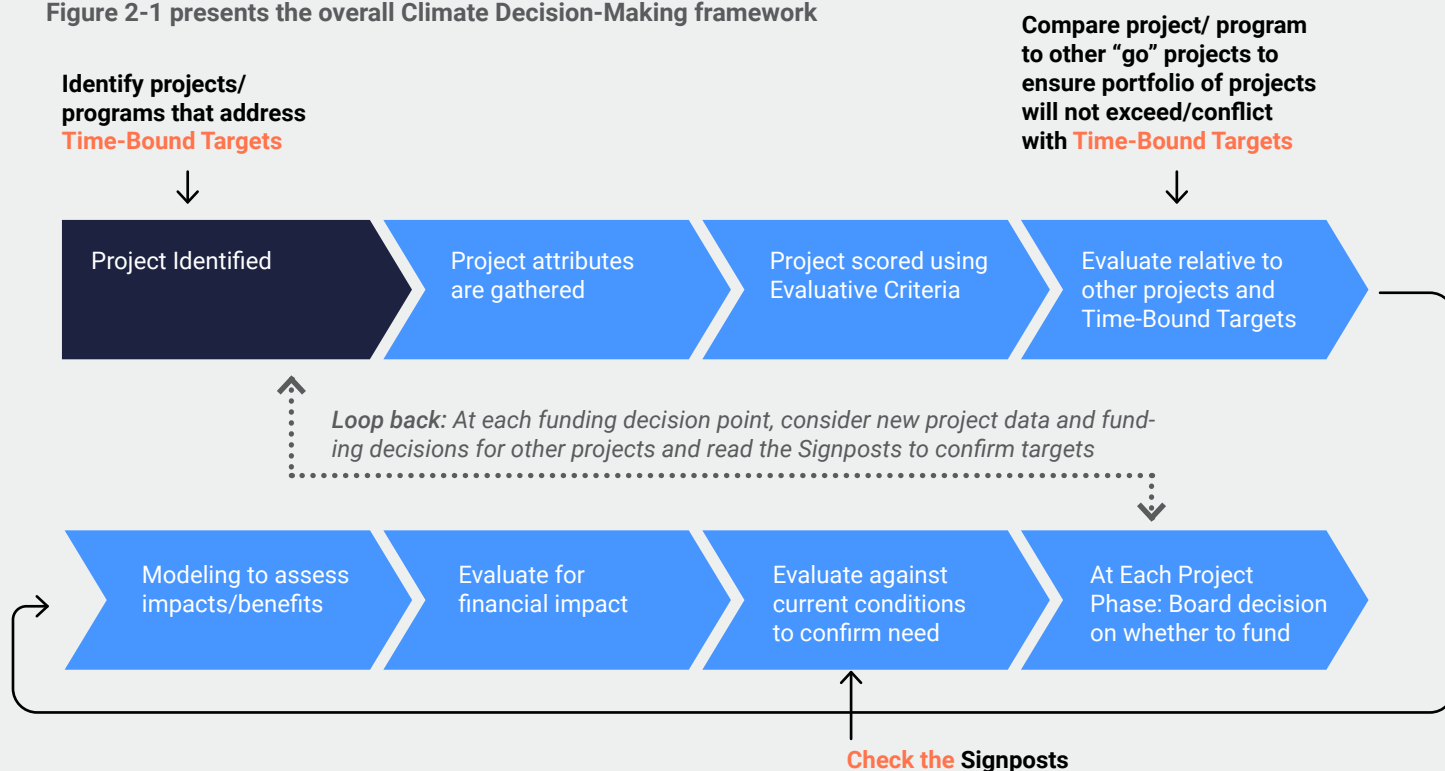 Figure 2-1 presents the overall Climate Decision-Making framework
Identify projects/
programs that address
Time-Bound Targets
Compare project/ program
to other “go” projects to
ensure portfolio of projects
will not exceed/conflict
with Time-Bound Targets
Project Identified
Project attributes
are gathered
Project scored using
Evaluative Criteria
Evaluate relative to
other projects and
Time-Bound Targets
Loop back: At each funding decision point, consider new project data and fund-
ing decisions for other projects and read the Signposts to confirm targets
Modeling to assess
impacts/benefits
Evaluate for
financial impact
Evaluate against
current conditions
to confirm need
At Each Project
Phase: Board decision
on whether to fund
Check the Signposts